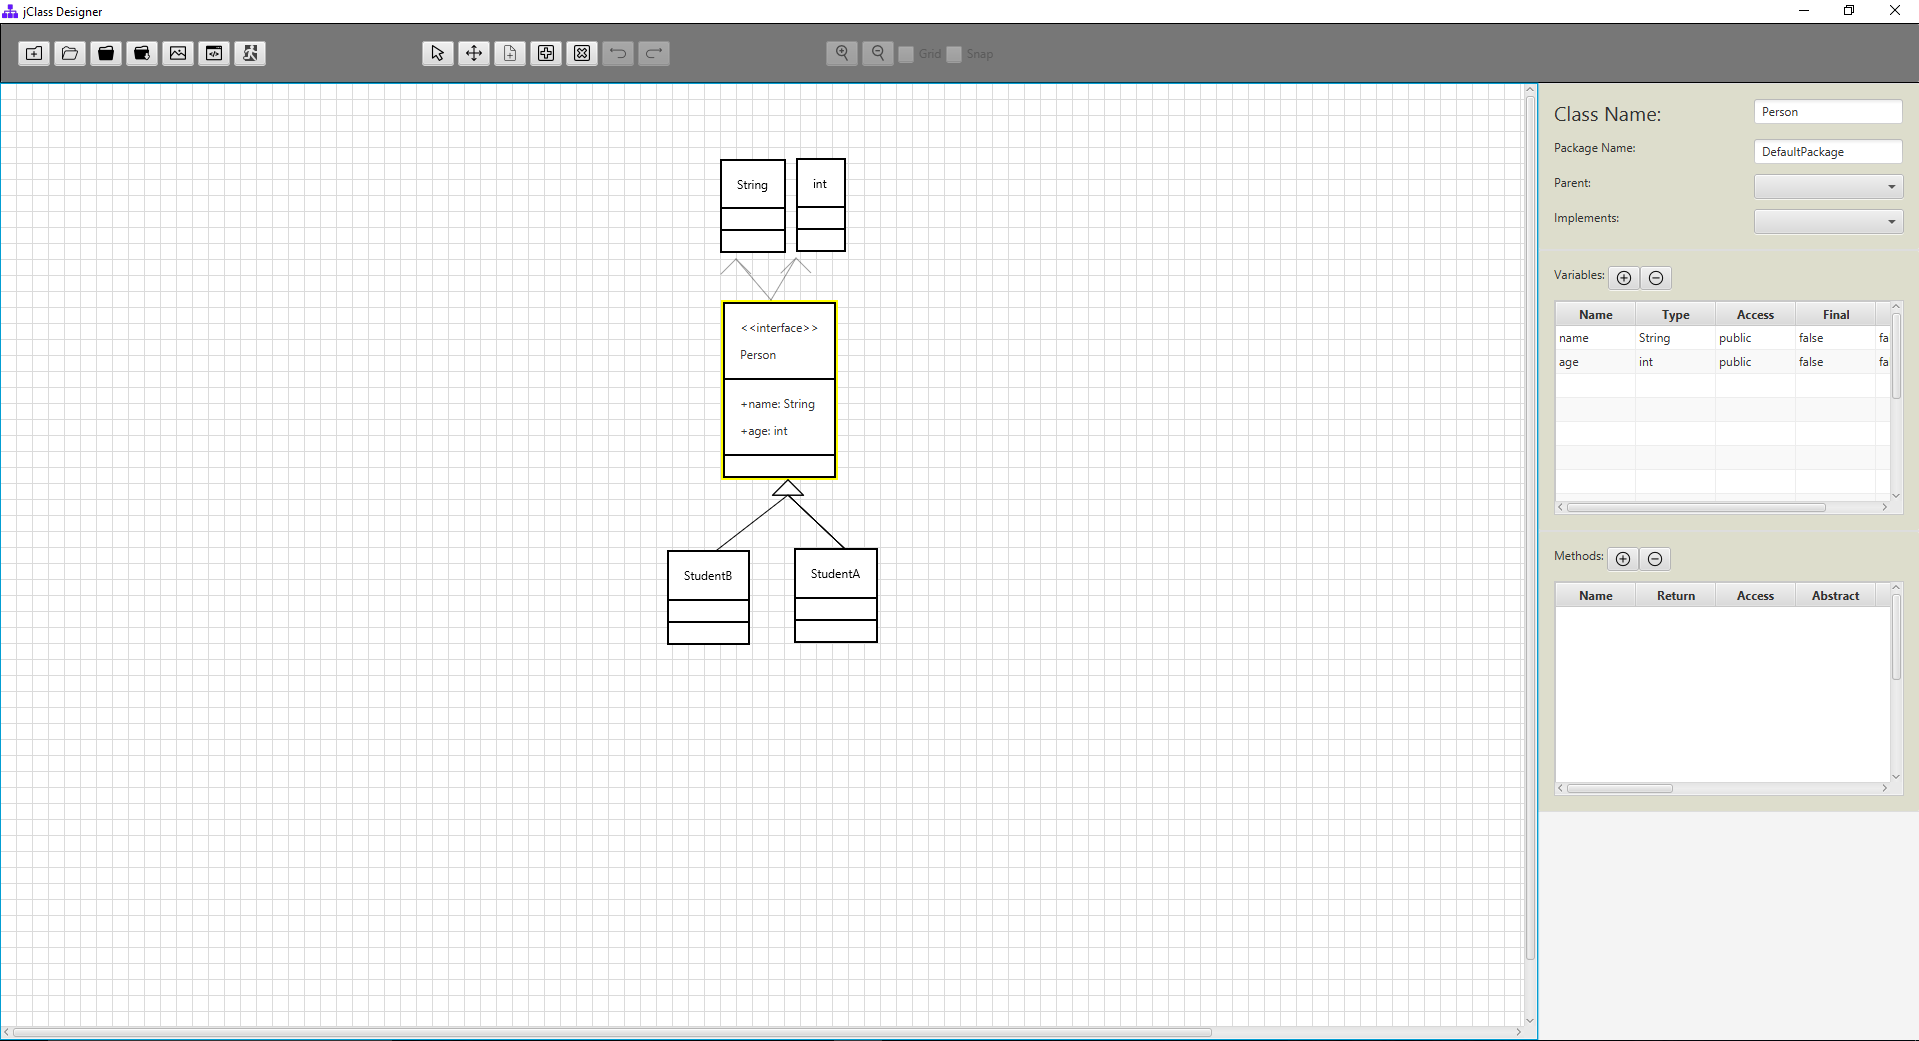 jClass Designer
Grid Snap
String
int
<<interface>>
Person
+name: String
+age: int
StudentB
StudentA
Class Name: Person
Package Name: DefaultPackage
Parent:
Implements:
Variables:
Name Type Access Final
name String public false fa
age int public false fa
Methods:
Name Return Access Abstract